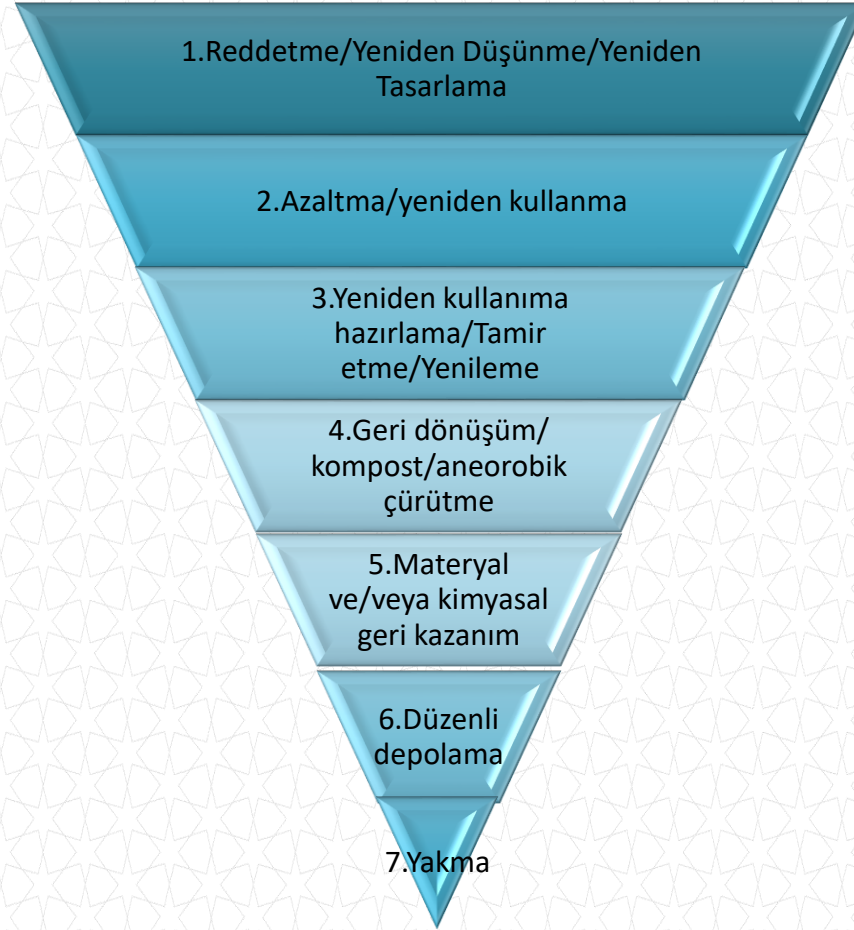 1.Reddetme/Yeniden Düşünme/Yeniden
Tasarlama
2.Azaltma/yeniden kullanma
3.Yeniden kullanıma
hazırlama/Tamir
etme/Yenileme
4.Geri dönüşüm/
kompost/aneorobik
çürütme
5.Materyal
ve/veya kimyasal
geri kazanım
6.Düzenli
depolama
7.Yakma